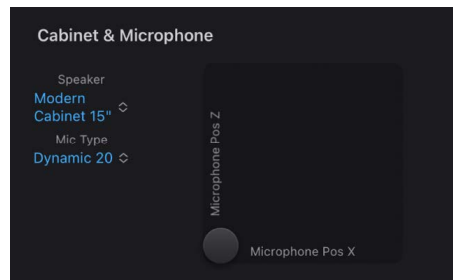 Cabinet & Microphone
Speaker
Modern
Cabinet 15"
Mic Type
Dynamic 20
Microphone Pos Z
Microphone Pos X